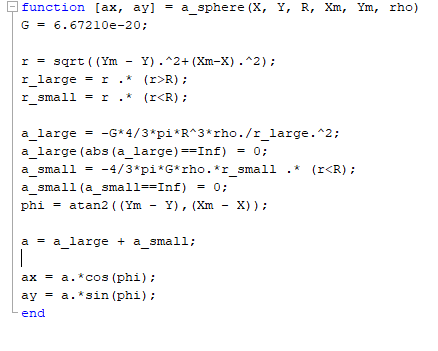 function [ax, ay] = a_sphere(X, Y, R, Xm, Ym, rho)
G = 6.67210e-20;
r = sqrt((Ym - Y).^2+(Xm-X).^2);
r_large = r .* (r>R);
r_small = r .* (r<R);
a_large = -G*4/3*pi*R^3*rho./r_large.^2;
a_large(abs(a_large)==Inf) = 0;
a_small = -4/3*pi*G*rho.*r_small .* (r<R);
a_small(a_small==Inf) = 0;
phi = atan2((Ym - Y),(Xm - X));
a = a_large + a_small;
ax = a.*cos(phi);
ay = a.*sin(phi);
end